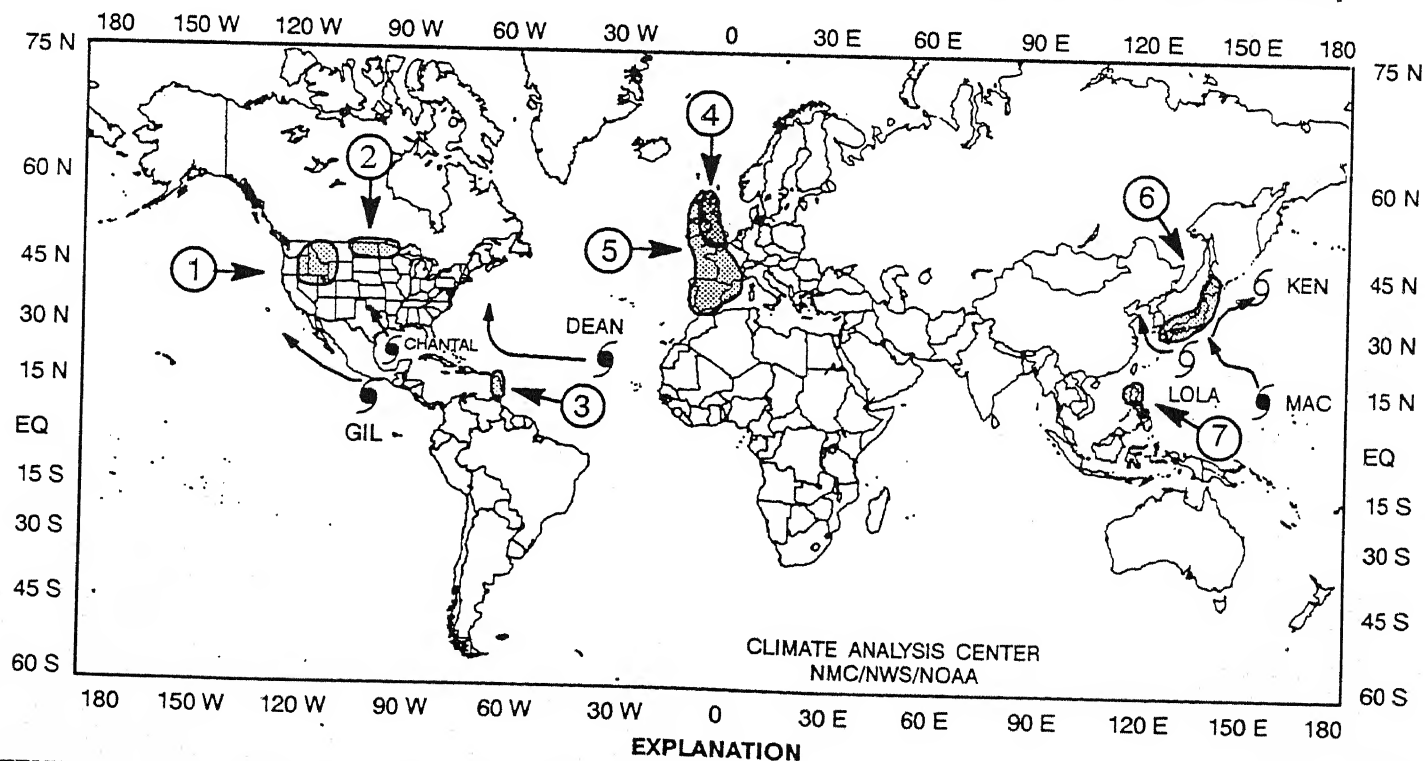 180 150 W 120 W 90 W 60 W 30 W 0 30 E 60 E 90 E 120 E 150 E 180
75 N 75 N
4
2
60 N 60 N
6
45 N 5 45 N
1 KEN
30 N DEAN 30 N
CHANTAL
15 N LOLA MAC 15 N
3
GIL 7
EQ EQ
15 S 15 S
30 S 30 S
45 S 45 S
CLIMATE ANALYSIS CENTER
NMC/NWS/NOAA
60 S 60 S
180 150 W 120 W 90 W 60 W 30 W 0 30 E 60 E 90 E 120 E 150 E 180
EXPLANATION